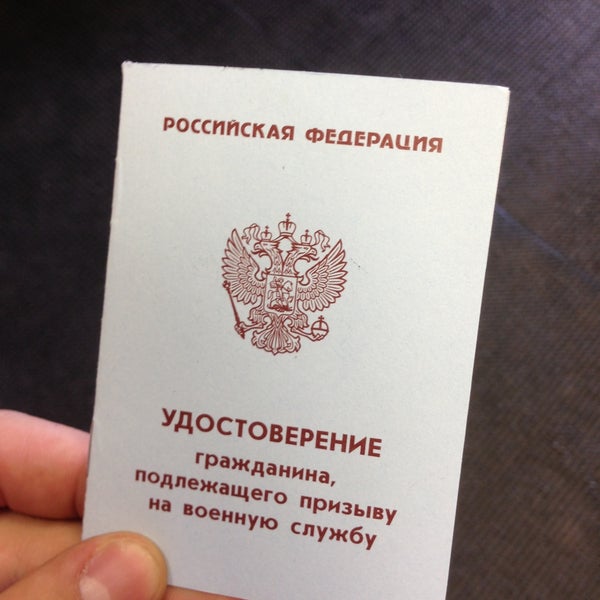 РОССИЙСКАЯ ФЕДЕРАЦИЯ
УДОСТОВЕРЕНИЕ
гражданина,
подлежащего призыву
на военную службу